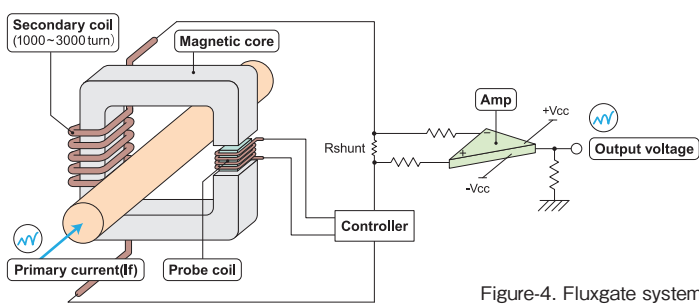 Secondary coil
(1000~3000 turn)
Magnetic core
Amp
+Vcc
Rshunt
-
+
Output voltage
-Vcc
Controller
Primary current(If)
Probe coil
Figure-4. Fluxgate system